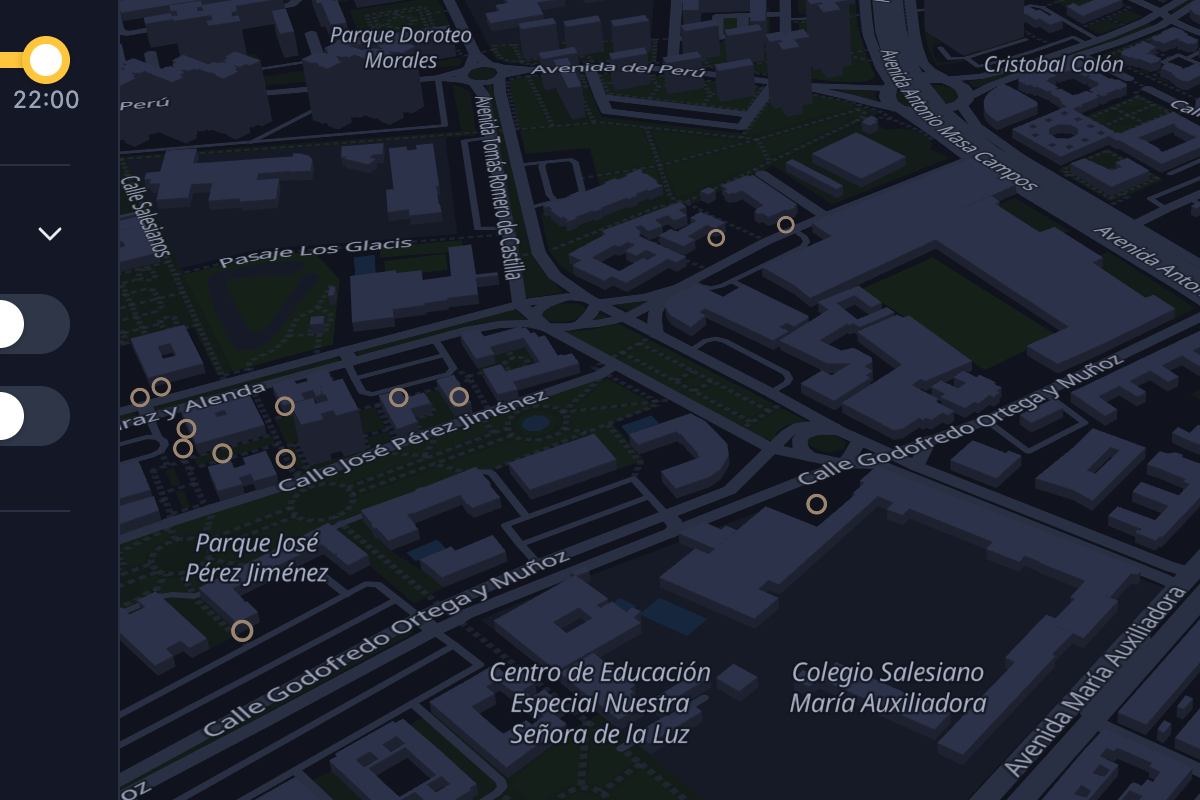 Parque Doroteo
Morales
Avenida del Perú
Cristobal Colón
22:00
Perú
Avenida Antonio Masa Campos
Avenida Tomás Romero de Castilla
Calle Salesianos
Pasaje Los Glacis
Calle Godofredo Ortega y Muñoz
y Alenda
Calle José Pérez Jiménez
Parque José
Pérez Jiménez
Calle Godofredo Ortega y Muñoz
Avenida María Auxiliadora
Centro de Educación
Especial Nuestra
Señora de la Luz
Colegio Salesiano
María Auxiliadora